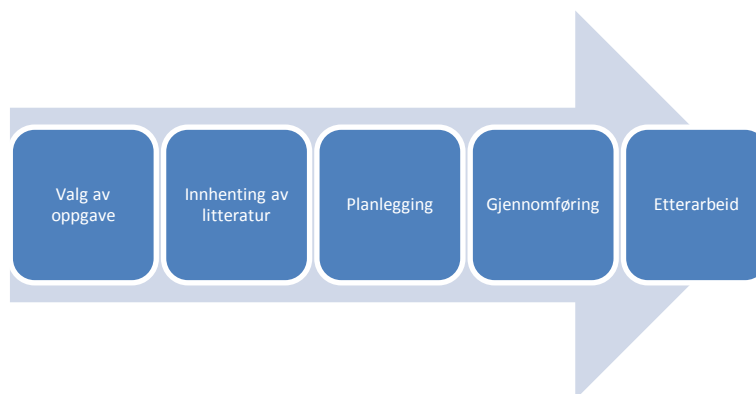 Valg av
oppgave
Innhenting av
litteratur
Planlegging
Gjennomføring
Etterarbeid